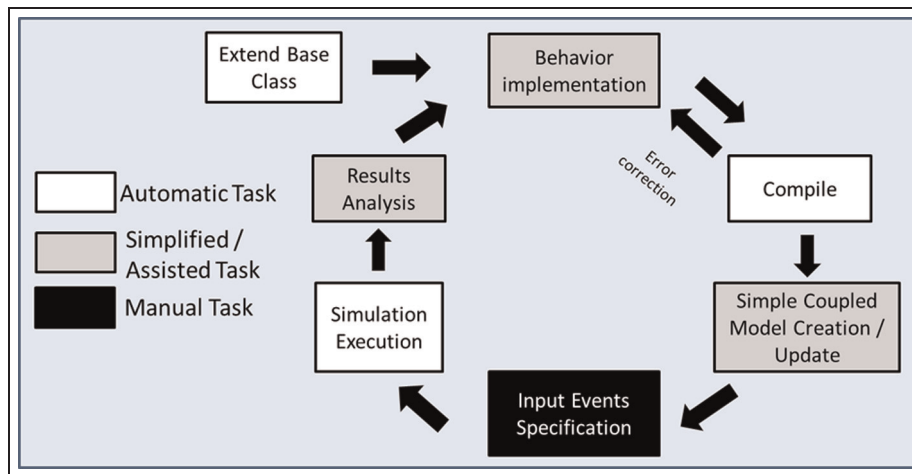 Extend Base
Class
Behavior
implementation
Error
correction
Compile
Results
Analysis
Automatic Task
Simplified /
Assisted Task
Manual Task
Simulation
Execution
Simple Coupled
Model Creation /
Update
Input Events
Specification